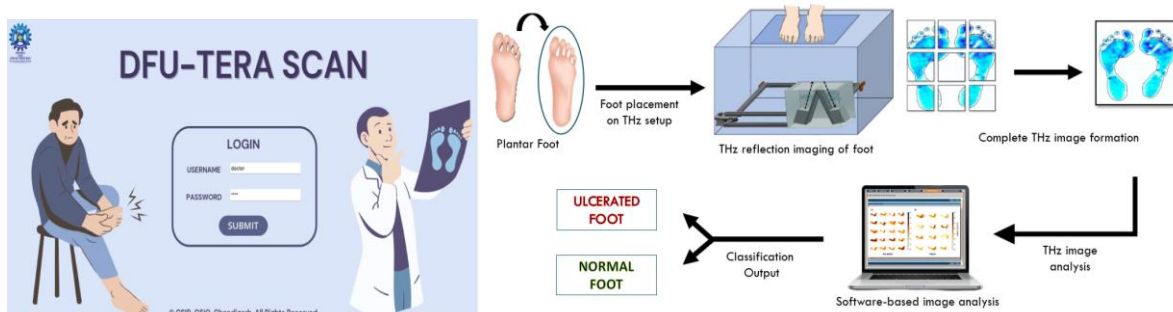 DFU-TERA SCAN
LOGIN
USERNAME
doctor
PASSWORD
****
SUBMIT
Plantar Foot
Foot placement
on THz setup
THz reflection imaging of foot
Complete THz image formation
THz image
analysis
Software-based image analysis
Classification
Output
ULCERATED
FOOT
NORMAL
FOOT